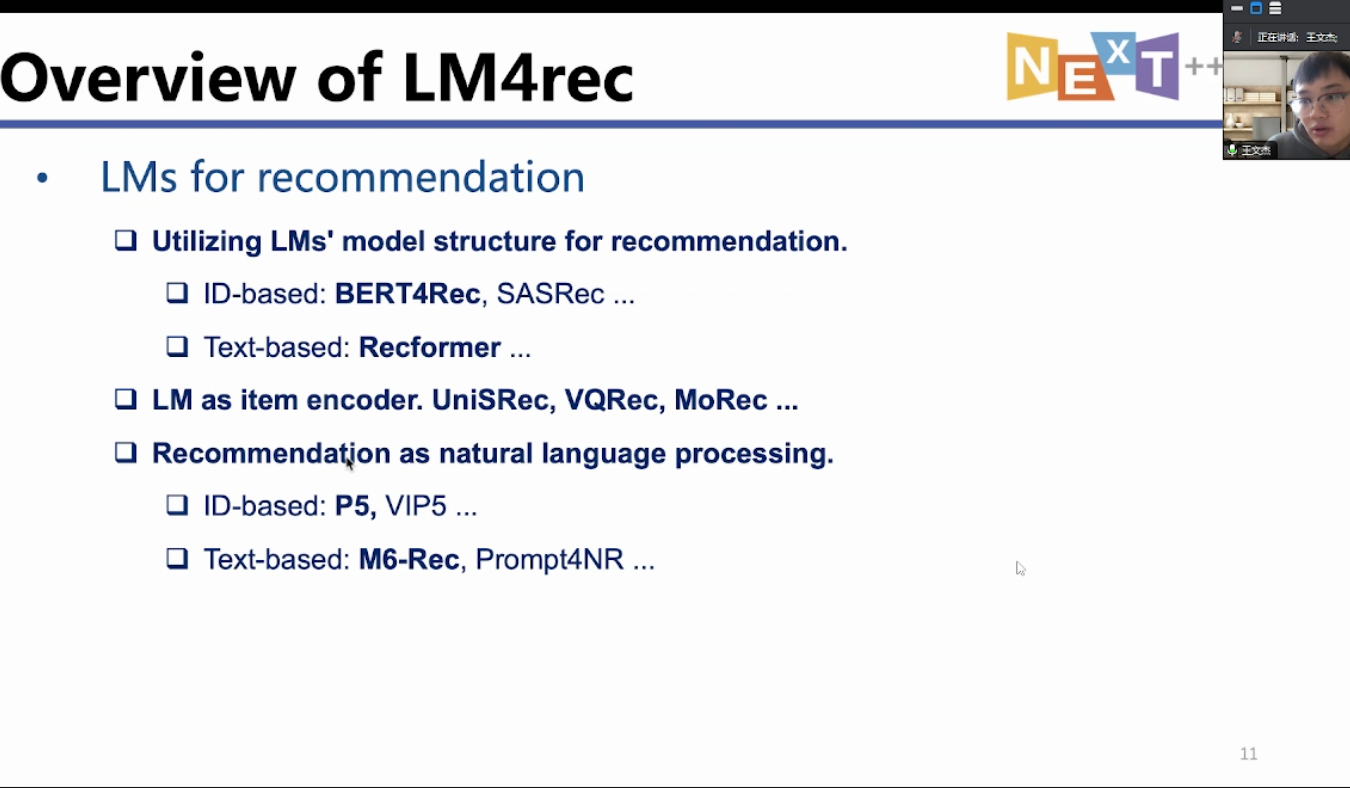 Overview of LM4rec
NEXT++
正在讲话: 王文杰;
王文杰
• LMs for recommendation
❑ Utilizing LMs' model structure for recommendation.
❑ ID-based: BERT4Rec, SASRec ...
❑ Text-based: Recformer ...
❑ LM as item encoder. UniSRec, VQRec, MoRec ...
❑ Recommendation as natural language processing.
❑ ID-based: P5, VIP5 ...
❑ Text-based: M6-Rec, Prompt4NR ...
11